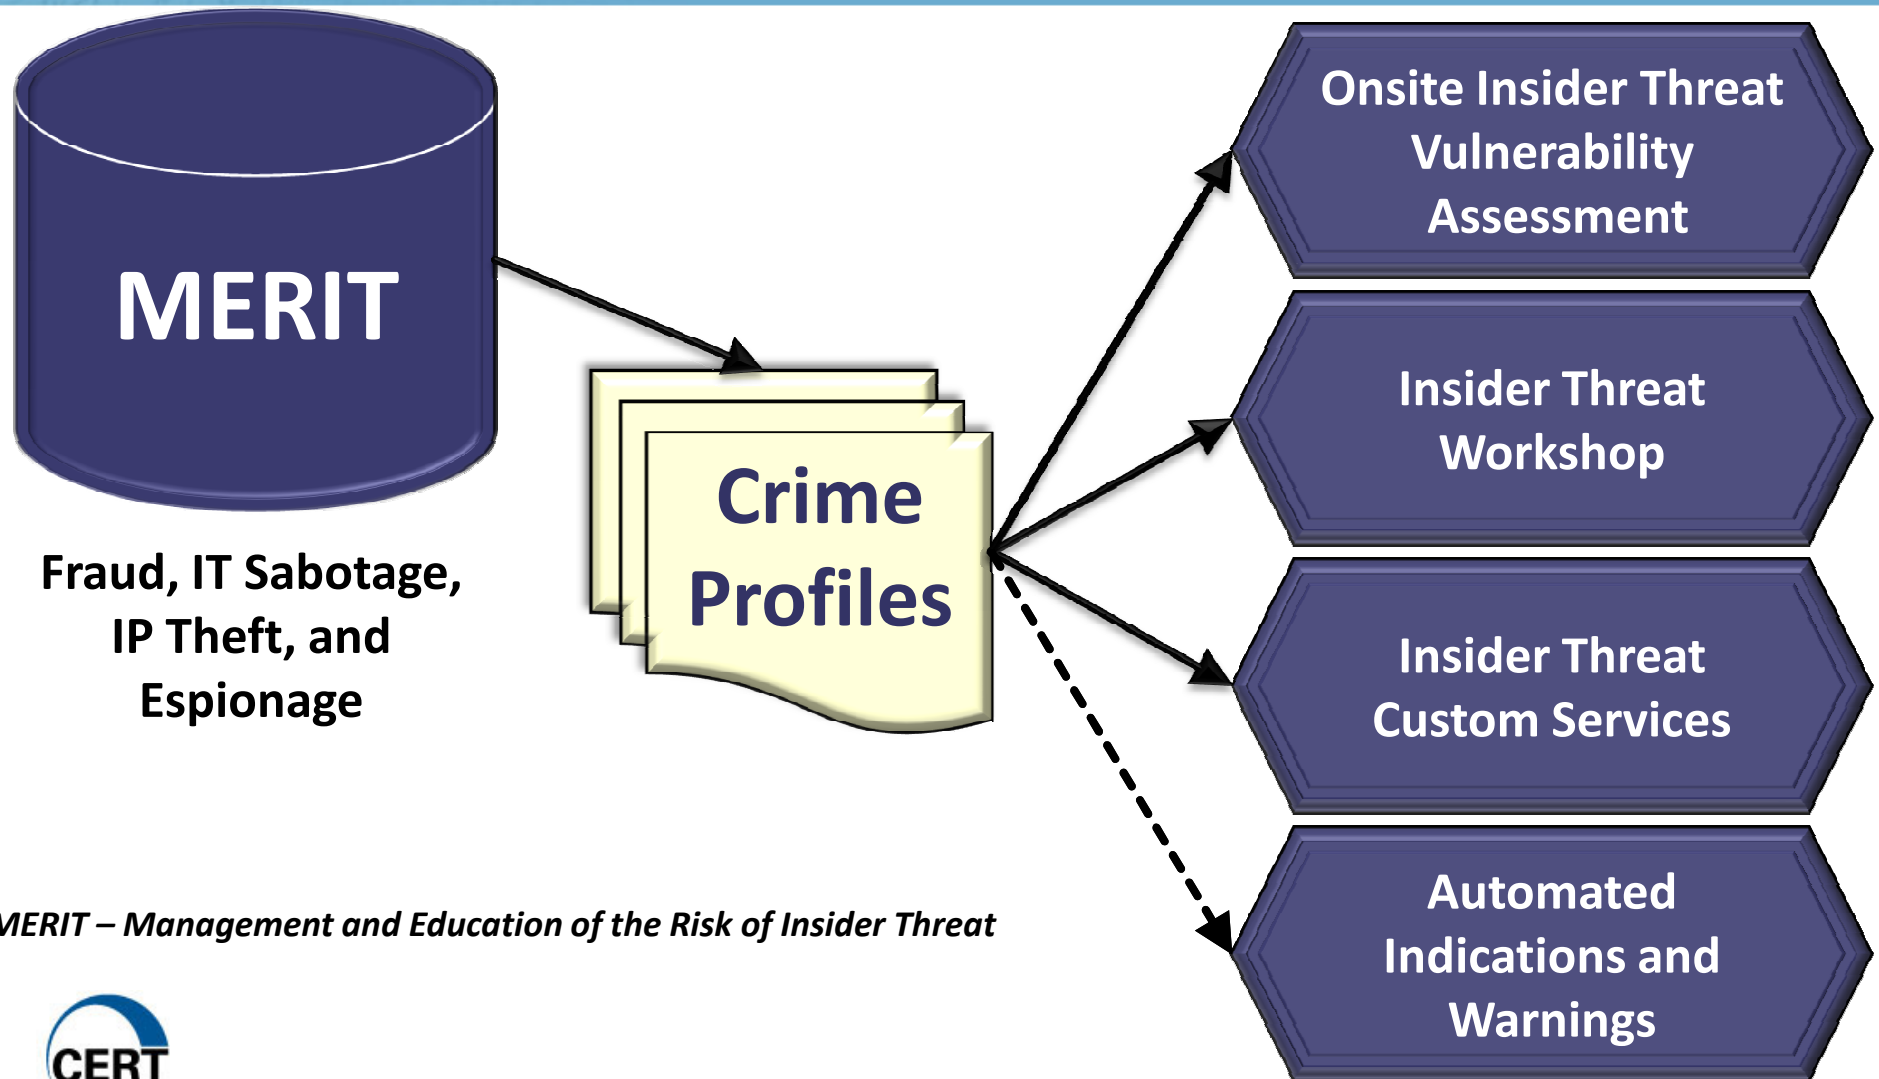 MERIT
Fraud, IT Sabotage,
IP Theft, and
Espionage
Crime
Profiles
Onsite Insider Threat
Vulnerability
Assessment
Insider Threat
Workshop
Insider Threat
Custom Services
Automated
Indications and
Warnings
MERIT – Management and Education of the Risk of Insider Threat
CERT